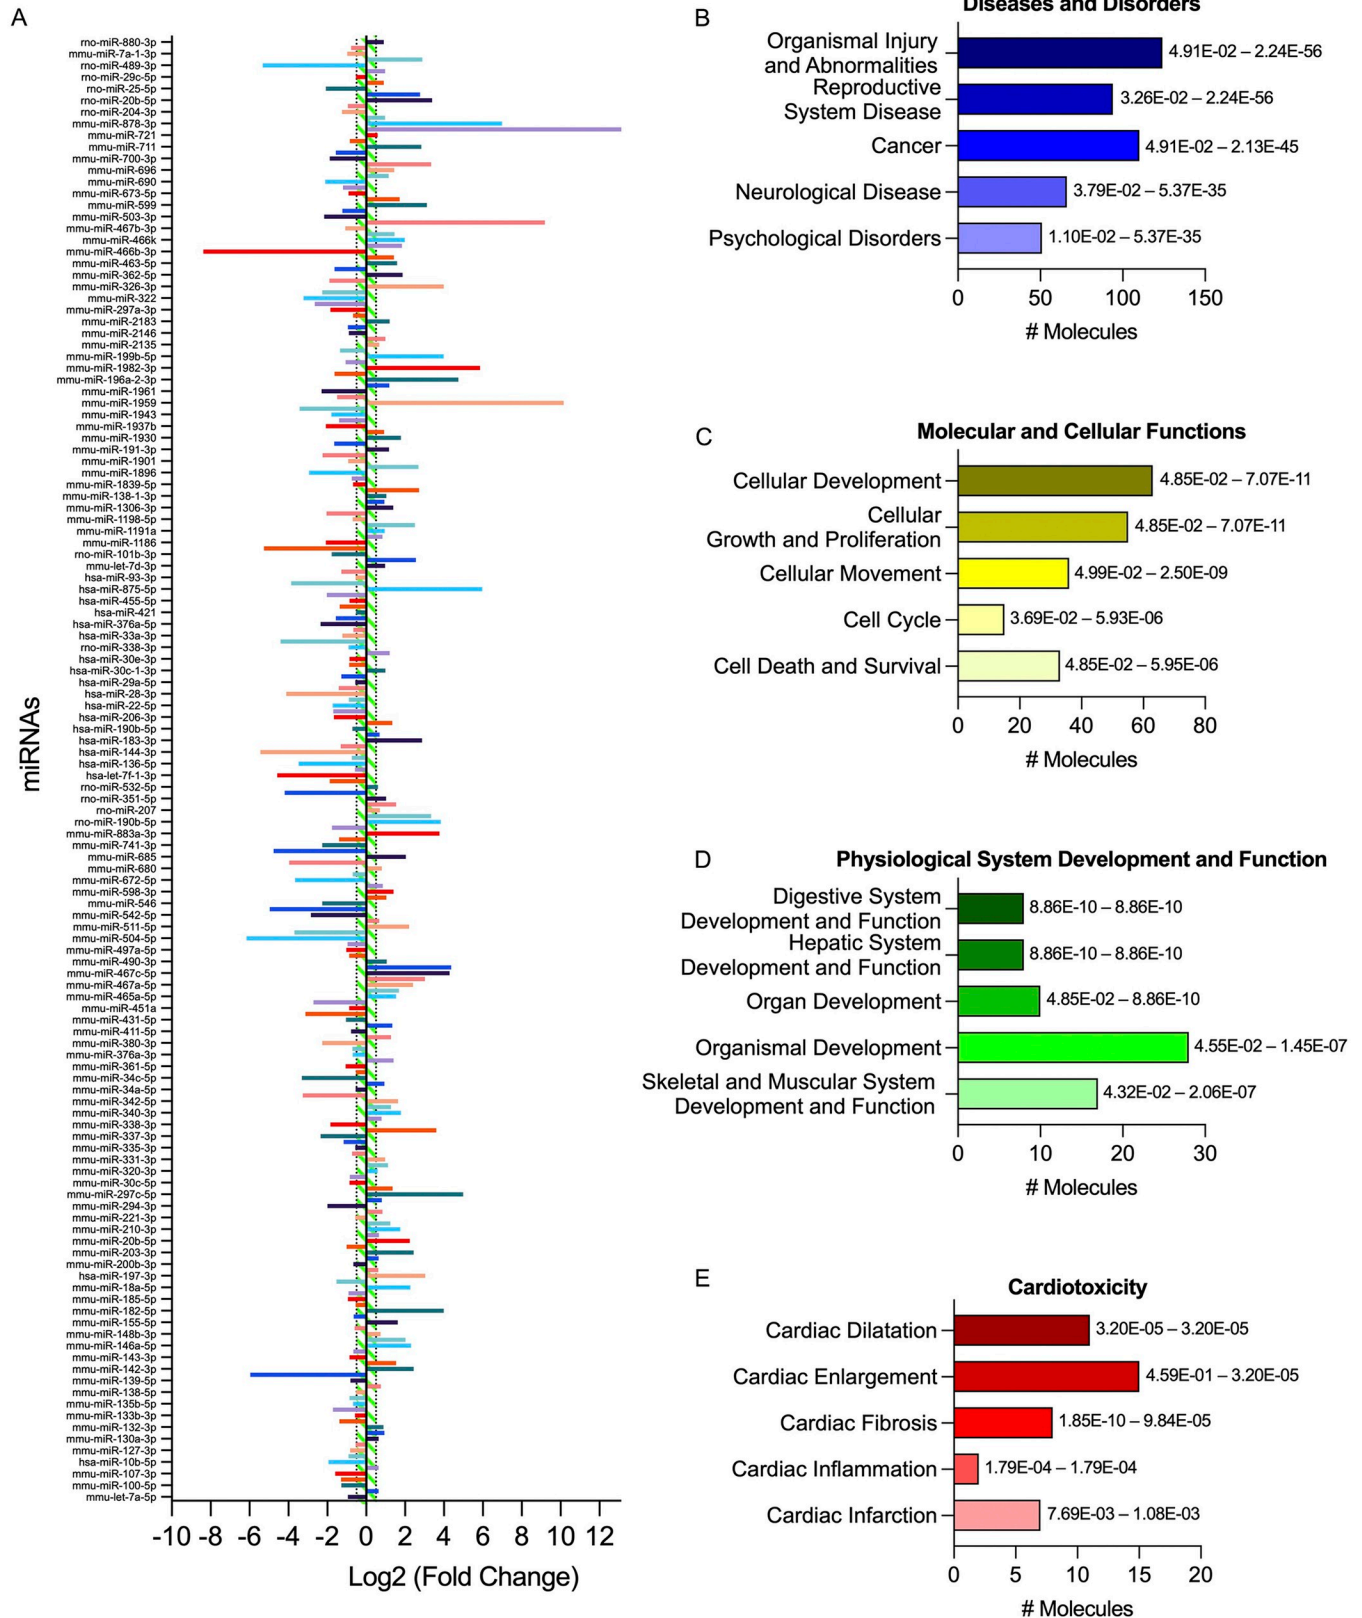 A
miRNAs
rno-miR-880-3p
mmu-miR-7a-1-3p
rno-miR-489-3p
rno-miR-29c-5p
rno-miR-25-5p
rno-miR-20b-5p
rno-miR-204-3p
mmu-miR-878-3p
mmu-miR-721
mmu-miR-711
mmu-miR-700-3p
mmu-miR-696
mmu-miR-690
mmu-miR-673-5p
mmu-miR-599
mmu-miR-503-3p
mmu-miR-467b-3p
mmu-miR-466k
mmu-miR-466b-3p
mmu-miR-463-5p
mmu-miR-362-5p
mmu-miR-326-3p
mmu-miR-322
mmu-miR-297a-3p
mmu-miR-2183
mmu-miR-2146
mmu-miR-2135
mmu-miR-199b-5p
mmu-miR-1982-3p
mmu-miR-196a-2-3p
mmu-miR-1961
mmu-miR-1959
mmu-miR-1943
mmu-miR-1937b
mmu-miR-1930
mmu-miR-191-3p
mmu-miR-1901
mmu-miR-1896
mmu-miR-1839-5p
mmu-miR-138-1-3p
mmu-miR-1306-3p
mmu-miR-1198-5p
mmu-miR-1191a
mmu-miR-1186
rno-miR-101b-3p
mmu-let-7d-3p
hsa-miR-93-3p
hsa-miR-875-5p
hsa-miR-455-5p
hsa-miR-421
hsa-miR-376a-5p
hsa-miR-33a-3p
rno-miR-338-3p
hsa-miR-30e-3p
hsa-miR-30c-1-3p
hsa-miR-29a-5p
hsa-miR-28-3p
hsa-miR-22-5p
hsa-miR-206-3p
hsa-miR-190b-5p
hsa-miR-183-3p
hsa-miR-144-3p
hsa-miR-136-5p
hsa-let-7f-1-3p
rno-miR-532-5p
rno-miR-351-5p
rno-miR-207
rno-miR-190b-5p
mmu-miR-883a-3p
mmu-miR-741-3p
mmu-miR-685
mmu-miR-680
mmu-miR-672-5p
mmu-miR-598-3p
mmu-miR-546
mmu-miR-542-5p
mmu-miR-511-5p
mmu-miR-504-5p
mmu-miR-497a-5p
mmu-miR-490-3p
mmu-miR-467c-5p
mmu-miR-467a-5p
mmu-miR-465a-5p
mmu-miR-451a
mmu-miR-431-5p
mmu-miR-411-5p
mmu-miR-380-3p
mmu-miR-376a-3p
mmu-miR-361-5p
mmu-miR-34c-5p
mmu-miR-34a-5p
mmu-miR-342-5p
mmu-miR-340-3p
mmu-miR-338-3p
mmu-miR-337-3p
mmu-miR-335-3p
mmu-miR-331-3p
mmu-miR-320-3p
mmu-miR-30c-5p
mmu-miR-297c-5p
mmu-miR-294-3p
mmu-miR-221-3p
mmu-miR-210-3p
mmu-miR-20b-5p
mmu-miR-203-3p
mmu-miR-200b-3p
hsa-miR-197-3p
mmu-miR-18a-5p
mmu-miR-185-5p
mmu-miR-182-5p
mmu-miR-155-5p
mmu-miR-148b-3p
mmu-miR-146a-5p
mmu-miR-143-3p
mmu-miR-142-3p
mmu-miR-139-5p
mmu-miR-138-5p
mmu-miR-135b-5p
mmu-miR-133b-3p
mmu-miR-132-3p
mmu-miR-130a-3p
mmu-miR-127-3p
hsa-miR-10b-5p
mmu-miR-107-3p
mmu-miR-100-5p
mmu-let-7a-5p
-10 -8 -6 -4 -2 0 2 4 6 8 10 12
Log2 (Fold Change)
B
Diseases and Disorders
Organismal Injury
and Abnormalities
4.91E-02 – 2.24E-56
Reproductive
System Disease
3.26E-02 – 2.24E-56
Cancer
4.91E-02 – 2.13E-45
Neurological Disease
3.79E-02 – 5.37E-35
Psychological Disorders
1.10E-02 – 5.37E-35
0 50 100 150
# Molecules
C
Molecular and Cellular Functions
Cellular Development
4.85E-02 – 7.07E-11
Cellular
Growth and Proliferation
4.85E-02 – 7.07E-11
Cellular Movement
4.99E-02 – 2.50E-09
Cell Cycle
3.69E-02 – 5.93E-06
Cell Death and Survival
4.85E-02 – 5.95E-06
0 20 40 60 80
# Molecules
D
Physiological System Development and Function
Digestive System
Development and Function
8.86E-10 – 8.86E-10
Hepatic System
Development and Function
8.86E-10 – 8.86E-10
Organ Development
4.85E-02 – 8.86E-10
Organismal Development
4.55E-02 – 1.45E-07
Skeletal and Muscular System
Development and Function
4.32E-02 – 2.06E-07
0 10 20 30
# Molecules
E
Cardiotoxicity
Cardiac Dilatation
3.20E-05 – 3.20E-05
Cardiac Enlargement
4.59E-01 – 3.20E-05
Cardiac Fibrosis
1.85E-10 – 9.84E-05
Cardiac Inflammation
1.79E-04 – 1.79E-04
Cardiac Infarction
7.69E-03 – 1.08E-03
0 5 10 15 20
# Molecules